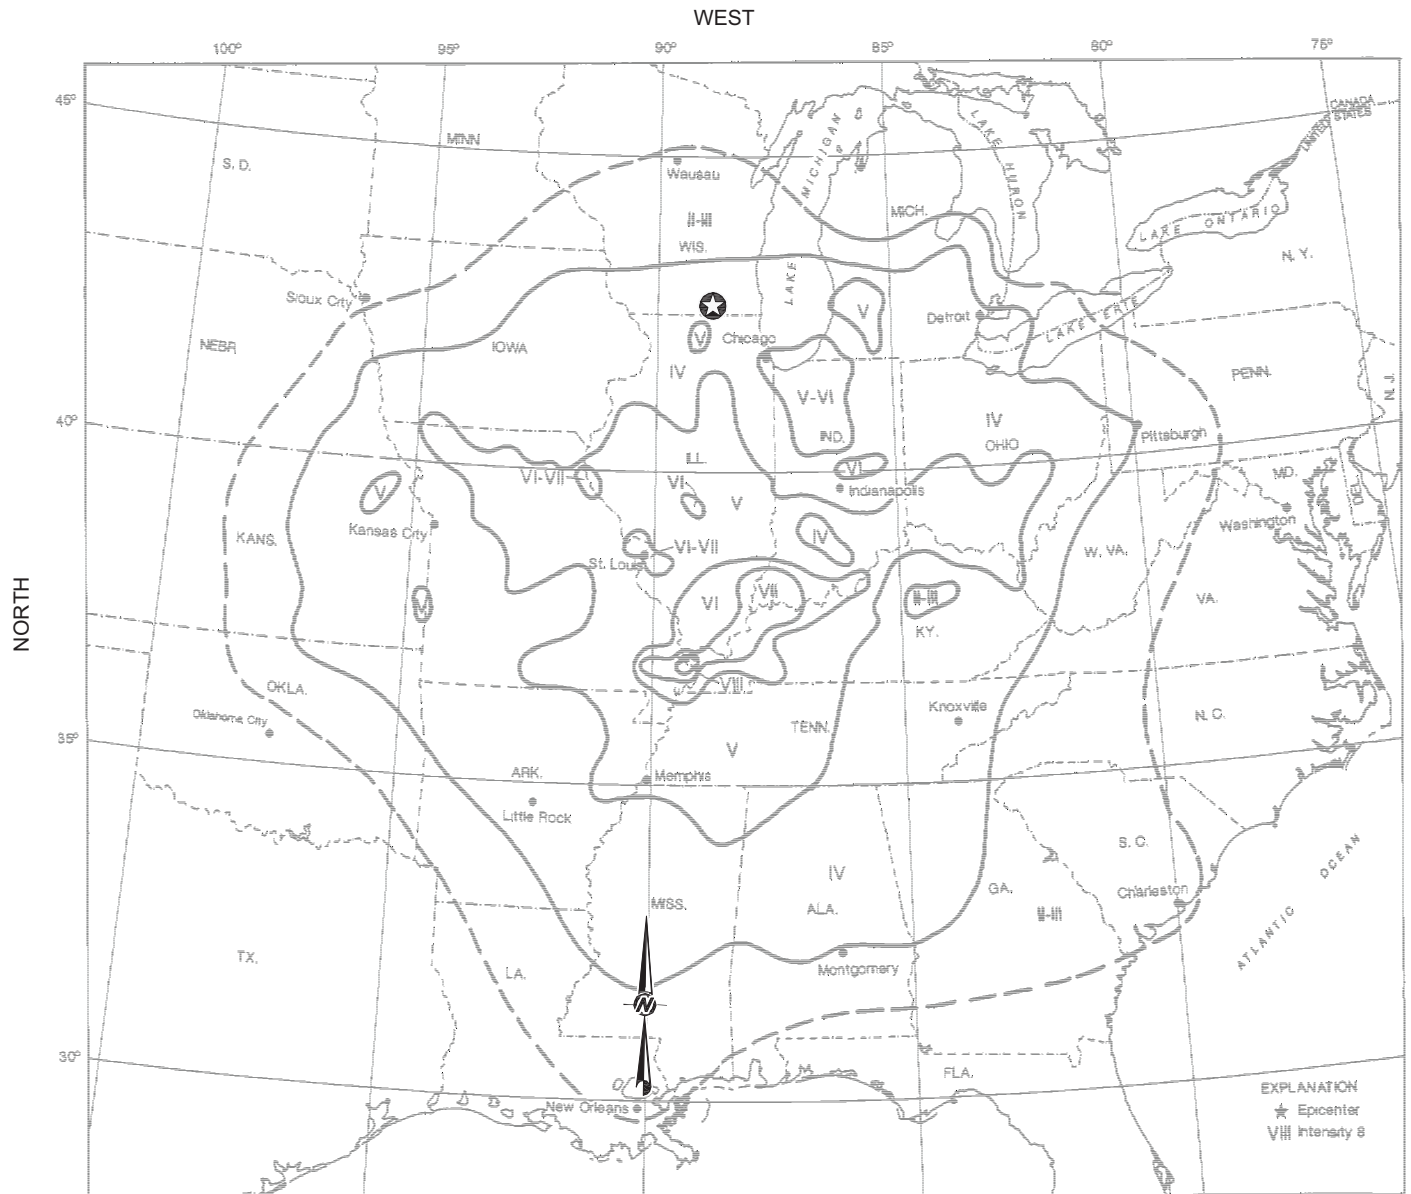 WEST
100° 95° 90° 85° 80° 75°
45°
CANADA
UNITED STATES
MINN
S. D.
Wausau
LAKE MICHIGAN
LAKE HURON
MICH.
II-III
WIS.
LAKE ONTARIO
N. Y.
Sioux City
V
Detroit
LAKE ERIE
NEBR
IOWA
V
Chicago
IV
PENN.
N. J.
V-VI
IV
40°
IND.
OHIO
Pittsburgh
ILL.
VI
VI-VII
VI
MD.
DEL.
V
V
Indianapolis
Washington
Kansas City
KANS.
IV
VI-VII
St. Louis
W. VA.
NORTH
V
VI
VII
II-III
VA.
KY.
OKLA.
VIII
Oklahoma City
Knoxville
N. C.
TENN.
35°
V
ARK.
Memphis
Little Rock
S. C.
OCEAN
IV
GA.
Charleston
MISS.
ALA.
II-III
ATLANTIC
TX.
LA.
Montgomery
N
30°
FLA.
New Orleans
EXPLANATION
Epicenter
VIII Intensity 8